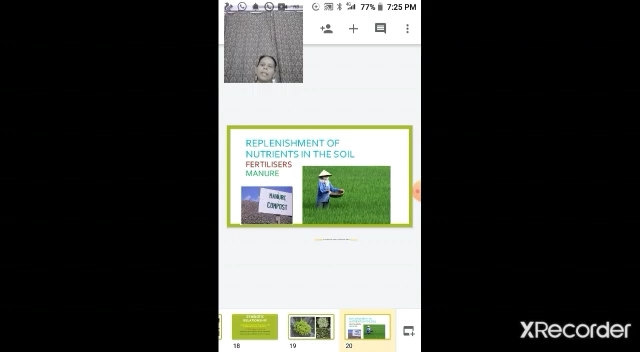 77% 7:25 PM
REPLENISHMENT OF
NUTRIENTS IN THE SOIL
FERTILISERS
MANURE
MANURE
COMPOST
18
19
20
XRecorder